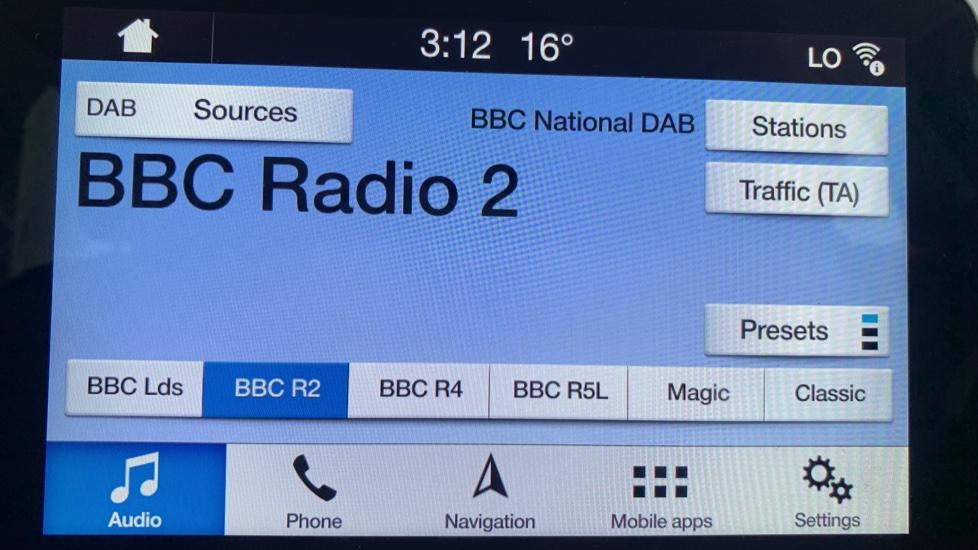 3:12 16° LO
DAB Sources BBC National DAB Stations
BBC Radio 2 Traffic (TA)
Presets
BBC Lds BBC R2 BBC R4 BBC R5L Magic Classic
Audio Phone Navigation Mobile apps Settings